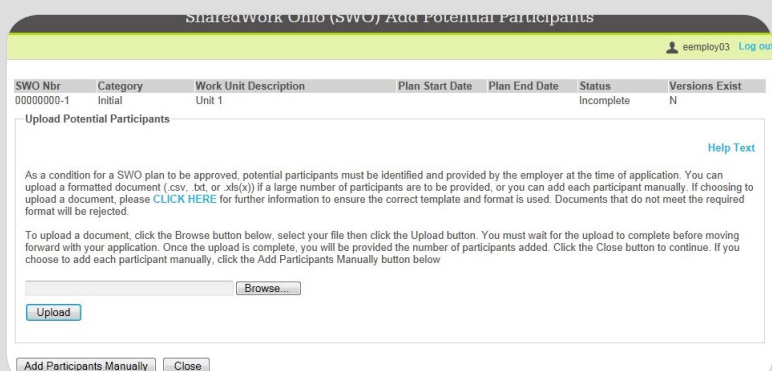 SharedWork Ohio (SWO) Add Potential Participants
eemploy03 Log out
SWO Nbr Category Work Unit Description Plan Start Date Plan End Date Status Versions Exist
00000000-1 Initial Unit 1 Incomplete N
Upload Potential Participants
Help Text
As a condition for a SWO plan to be approved, potential participants must be identified and provided by the employer at the time of application. You can
upload a formatted document (.csv, .txt, or .xls(x)) if a large number of participants are to be provided, or you can add each participant manually. If choosing to
upload a document, please CLICK HERE for further information to ensure the correct template and format is used. Documents that do not meet the required
format will be rejected.
To upload a document, click the Browse button below, select your file then click the Upload button. You must wait for the upload to complete before moving
forward with your application. Once the upload is complete, you will be provided the number of participants added. Click the Close button to continue. If you
choose to add each participant manually, click the Add Participants Manually button below
Browse...
Upload
Add Participants Manually Close